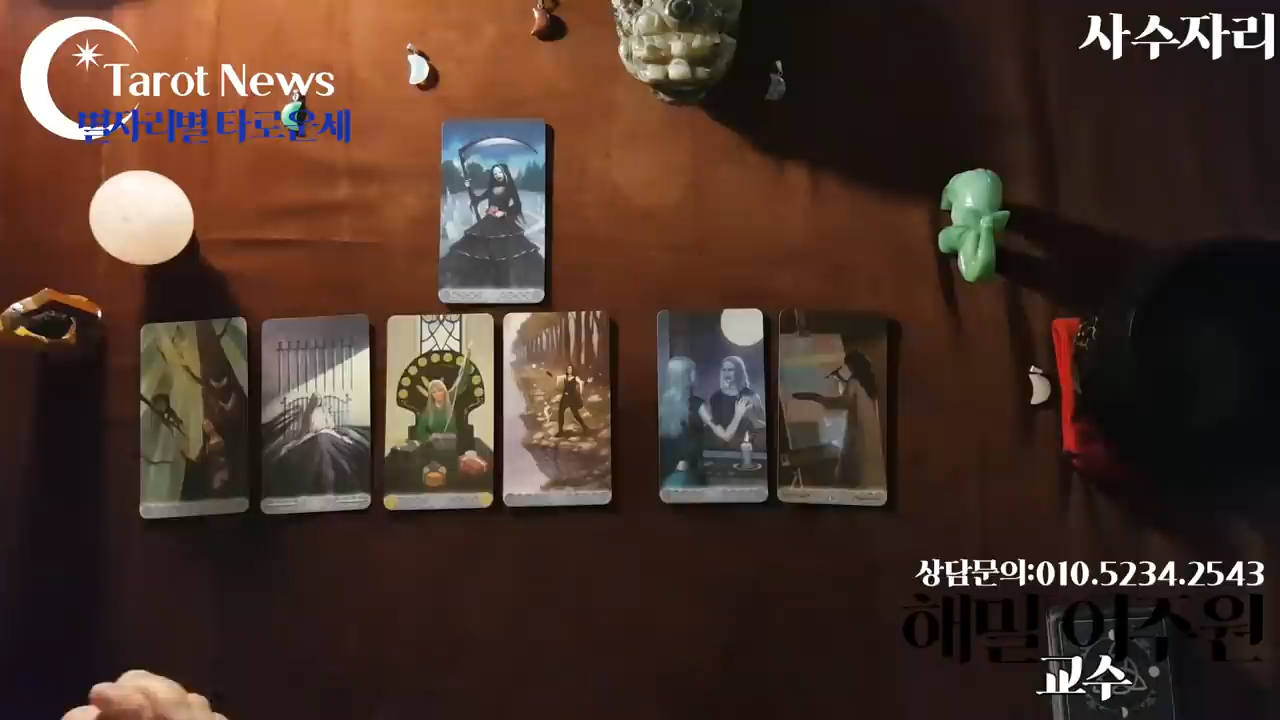 사수자리
Tarot News
별자리별 타로운세
상담문의:010.5234.2543
해밀 이주원
교수